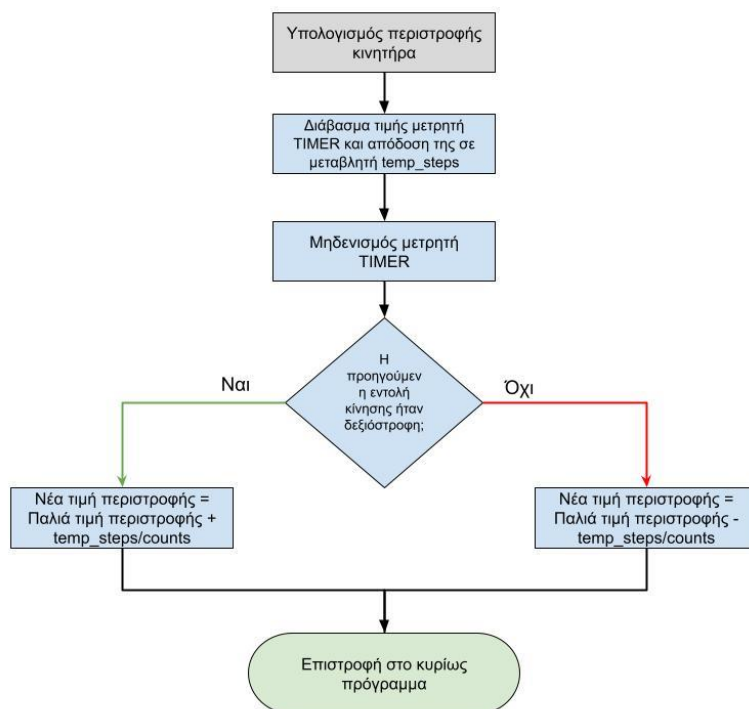 Υπολογισμός περιστροφής
κινητήρα
Διάβασμα τιμής μετρητή
TIMER και απόδοση της σε
μεταβλητή temp_steps
Μηδενισμός μετρητή
TIMER
Η
προηγούμεν
η εντολή
κίνησης ήταν
δεξιόστροφη;
Ναι
Όχι
Νέα τιμή περιστροφής =
Παλιά τιμή περιστροφής +
temp_steps/counts
Νέα τιμή περιστροφής =
Παλιά τιμή περιστροφής -
temp_steps/counts
Επιστροφή στο κυρίως
πρόγραμμα